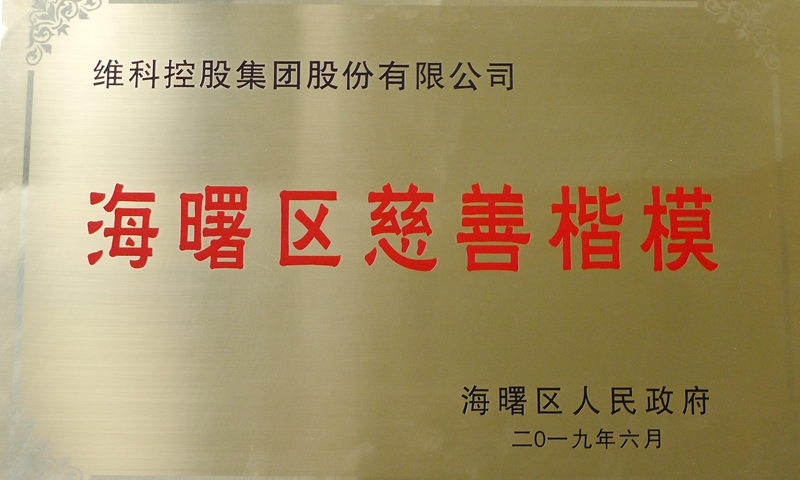 维科控股集团股份有限公司
海曙区慈善楷模
海曙区人民政府
二0一九年六月